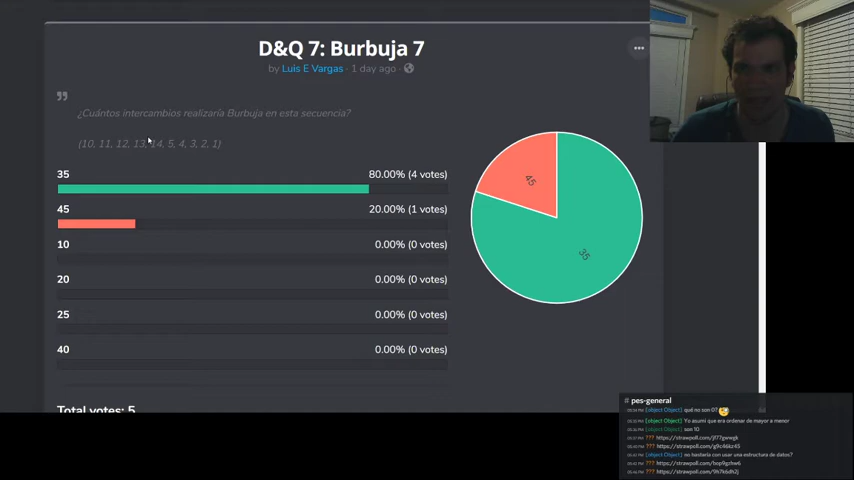 D&Q 7: Burbuja 7
by Luis E Vargas · 1 day ago ·
¿Cuántos intercambios realizaría Burbuja en esta secuencia?
(10, 11, 12, 13, 14, 5, 4, 3, 2, 1)
35 80.00% (4 votes)
45 20.00% (1 votes)
10 0.00% (0 votes)
20 0.00% (0 votes)
25 0.00% (0 votes)
40 0.00% (0 votes)
Total votes: 5
45
35
# pes-general
[object Object] qué no son 0?
[object Object] Yo asumí que era ordenar de mayor a menor
[object Object] son 10
??? https://strawpoll.com/
??? https://strawpoll.com/
[object Object] no bastaría con usar una estructura de datos?
??? https://strawpoll.com/
??? https://strawpoll.com/